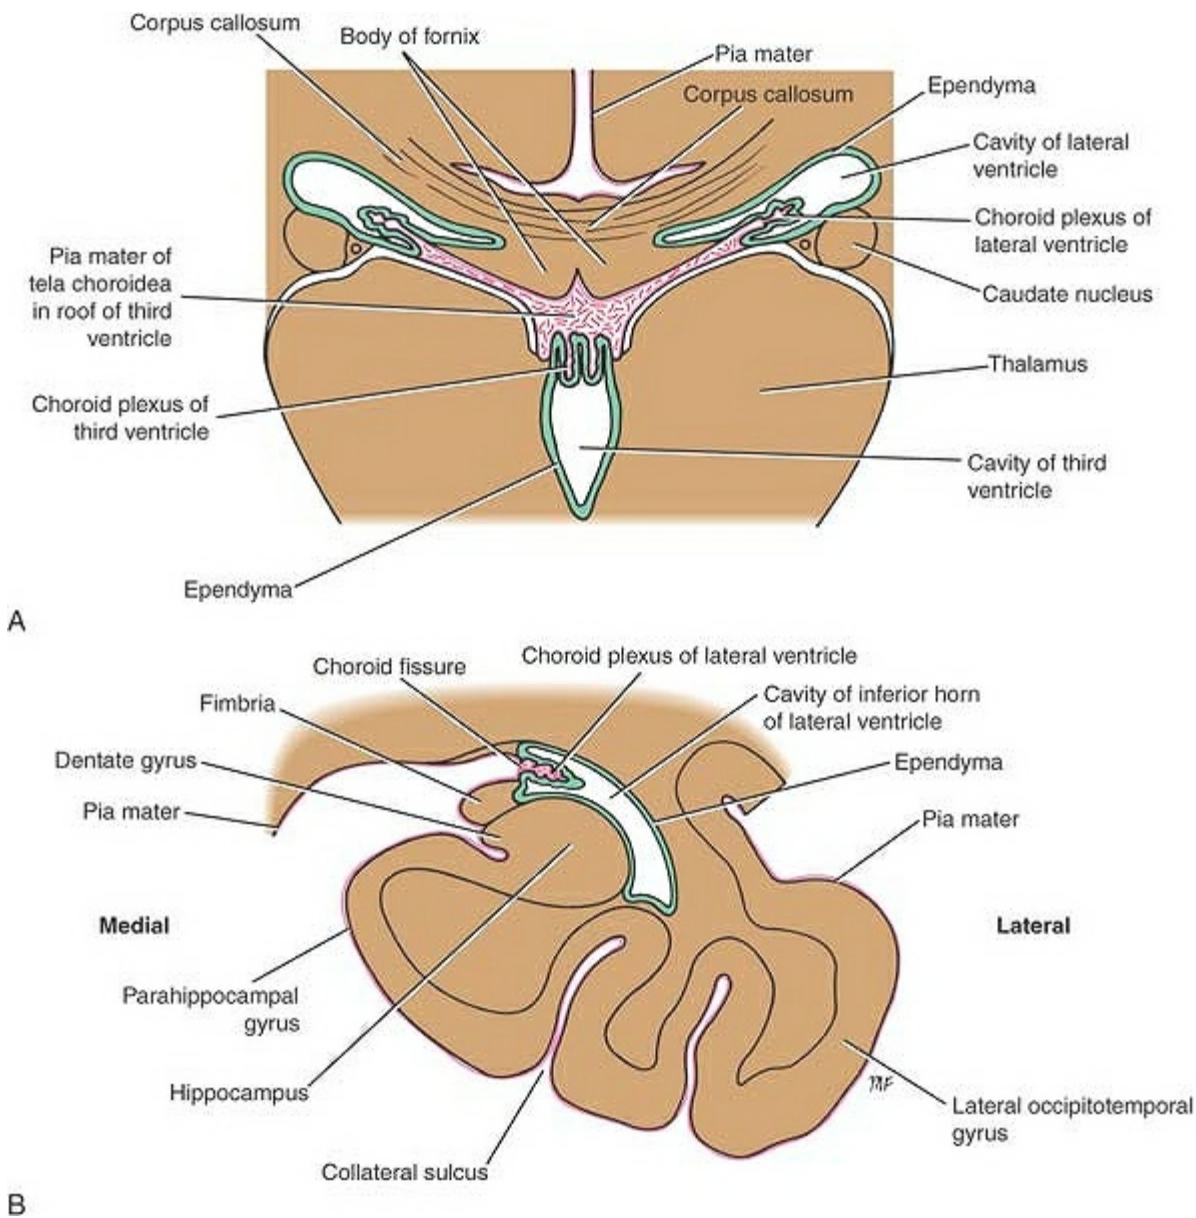 Corpus callosum
Body of fornix
Pia mater
Corpus callosum
Ependyma
Cavity of lateral
ventricle
Choroid plexus of
lateral ventricle
Caudate nucleus
Thalamus
Cavity of third
ventricle
Pia mater of
tela choroidea
in roof of third
ventricle
Choroid plexus of
third ventricle
Ependyma
A
Choroid fissure
Choroid plexus of lateral ventricle
Fimbria
Cavity of inferior horn
of lateral ventricle
Dentate gyrus
Ependyma
Pia mater
Pia mater
Medial
Lateral
Parahippocampal
gyrus
Hippocampus
Lateral occipitotemporal
gyrus
Collateral sulcus
B